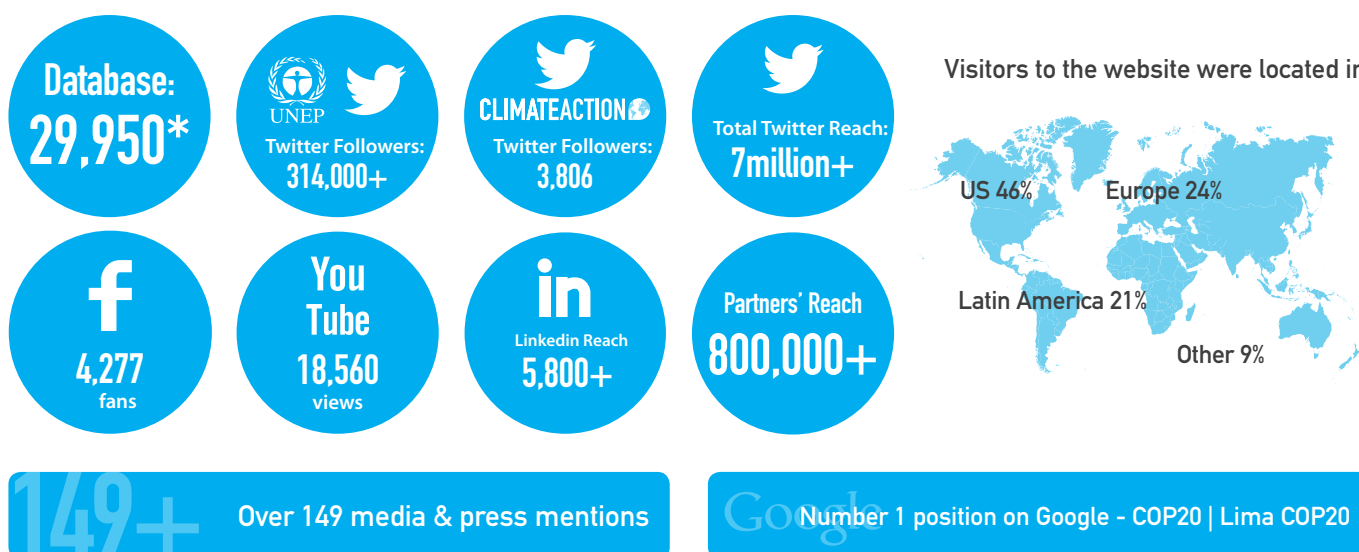 Database:
29,950*
UNEP
Twitter Followers:
314,000+
CLIMATEACTION
Twitter Followers:
3,806
Total Twitter Reach:
7million+
f
4,277
fans
You
Tube
18,560
views
in
Linkedin Reach
5,800+
Partners' Reach
800,000+
Visitors to the website were located in
US 46%
Europe 24%
Latin America 21%
Other 9%
149+
Over 149 media & press mentions
Google
Number 1 position on Google - COP20 | Lima COP20